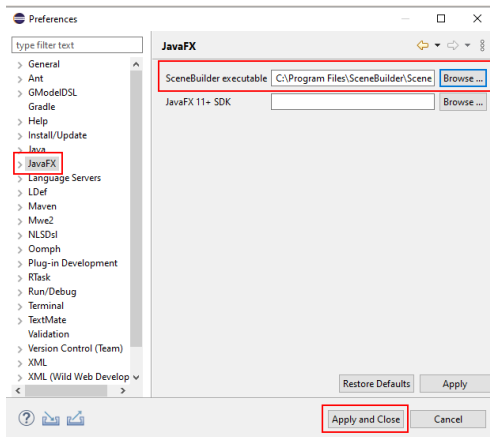 Preferences
type filter text
JavaFX
General
Ant
GModelDSL
Gradle
Help
Install/Update
Java
JavaFX
Language Servers
LDef
Maven
Mwe2
NLSDsl
Oomph
Plug-in Development
RTask
Run/Debug
Terminal
TextMate
Validation
Version Control (Team)
XML
XML (Wild Web Develop
SceneBuilder executable C:\Program Files\SceneBuilder\Scene Browse ...
JavaFX 11+ SDK Browse ...
Restore Defaults Apply
Apply and Close Cancel